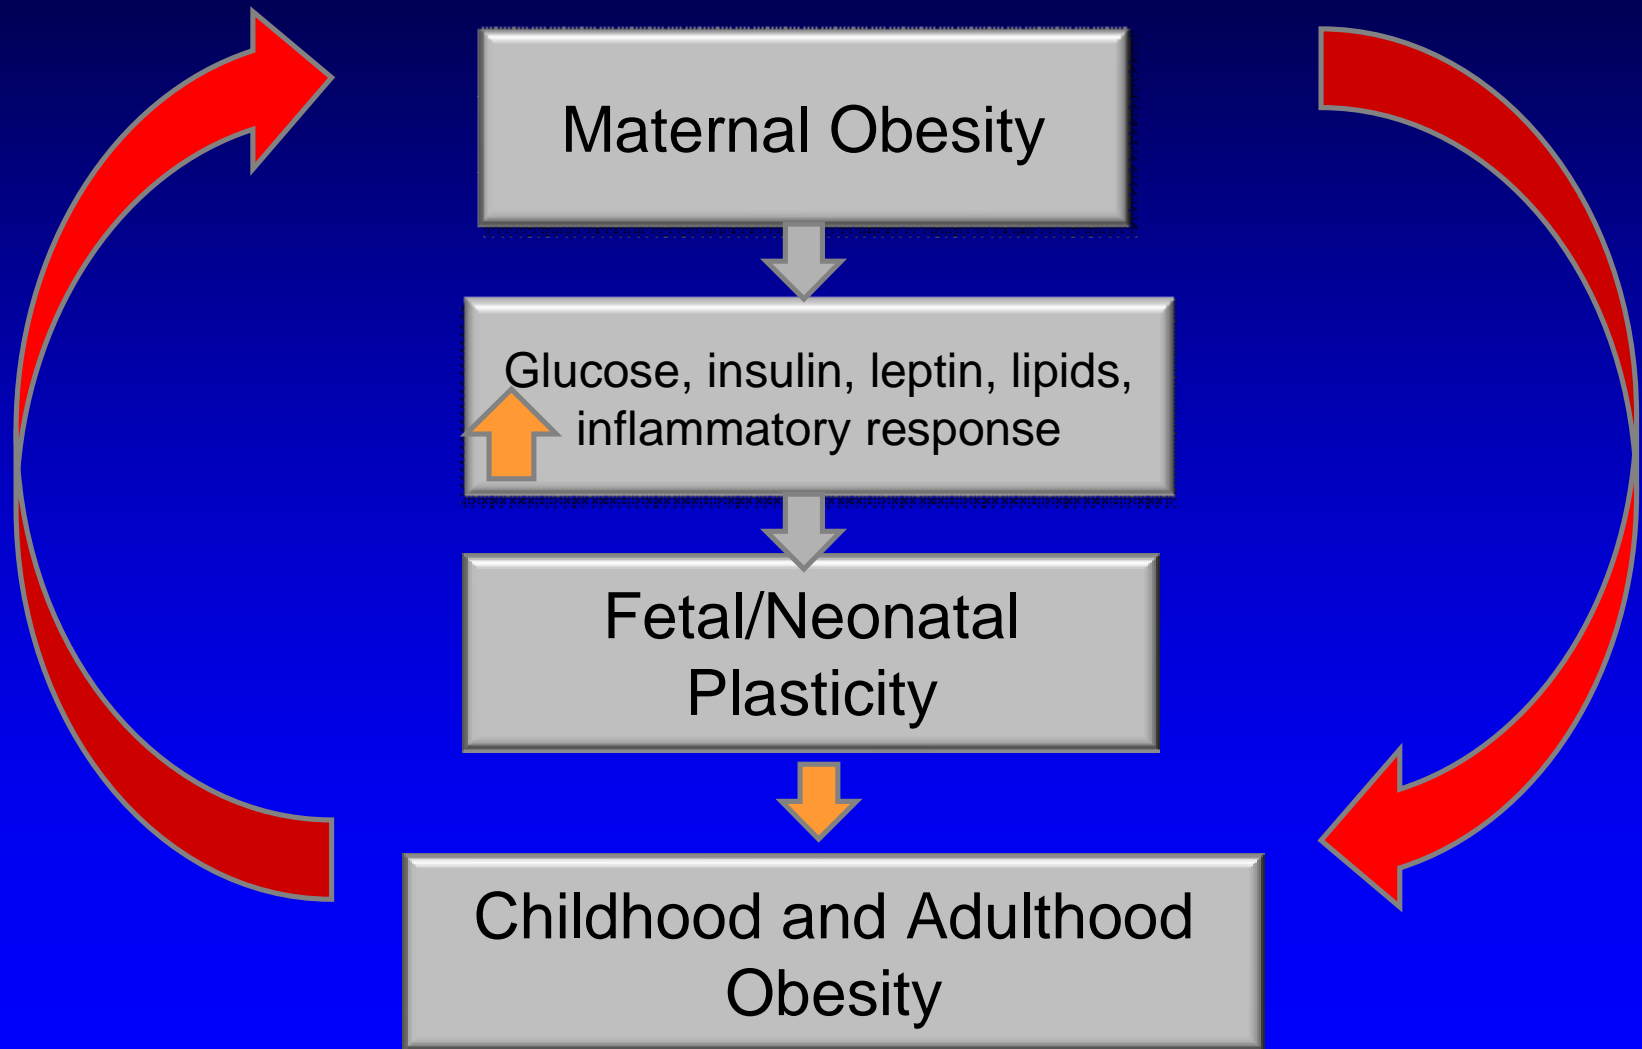 Maternal Obesity
Glucose, insulin, leptin, lipids,
inflammatory response
Fetal/Neonatal
Plasticity
Childhood and Adulthood
Obesity